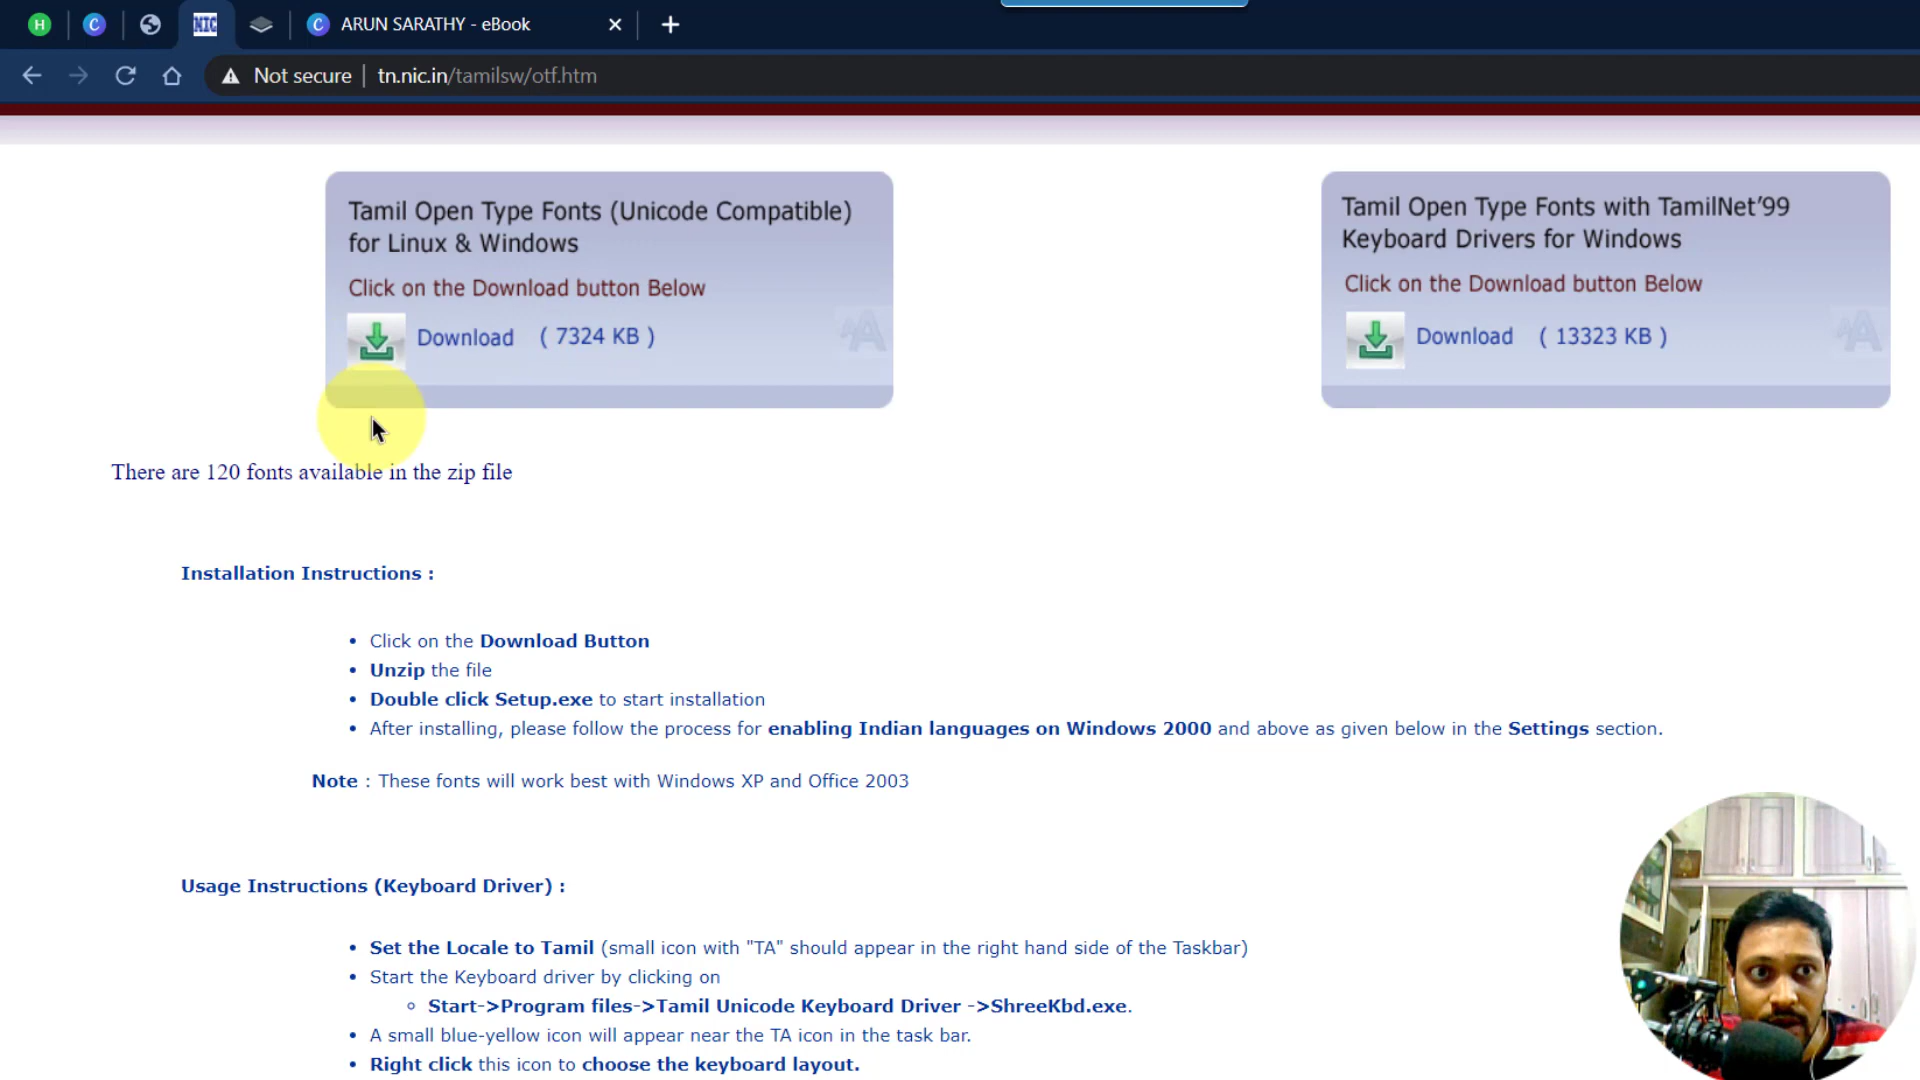 H
C
NIC
C ARUN SARATHY - eBook
Not secure | tn.nic.in/tamilsw/otf.htm
Tamil Open Type Fonts (Unicode Compatible)
for Linux & Windows
Click on the Download button Below
Download ( 7324 KB )
Tamil Open Type Fonts with TamilNet’99
Keyboard Drivers for Windows
Click on the Download button Below
Download ( 13323 KB )
There are 120 fonts available in the zip file
Installation Instructions :
• Click on the Download Button
• Unzip the file
• Double click Setup.exe to start installation
• After installing, please follow the process for enabling Indian languages on Windows 2000 and above as given below in the Settings section.
Note : These fonts will work best with Windows XP and Office 2003
Usage Instructions (Keyboard Driver) :
• Set the Locale to Tamil (small icon with "TA" should appear in the right hand side of the Taskbar)
• Start the Keyboard driver by clicking on
◦ Start->Program files->Tamil Unicode Keyboard Driver ->ShreeKbd.exe.
• A small blue-yellow icon will appear near the TA icon in the task bar.
• Right click this icon to choose the keyboard layout.